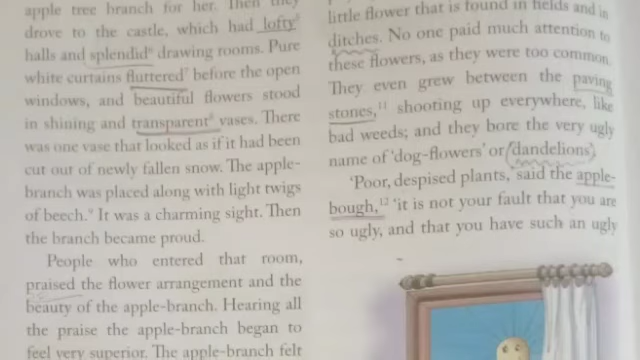 apple tree branch for her. Then they
drove to the castle, which had lofty⁵
halls and splendid⁶ drawing rooms. Pure
white curtains fluttered⁷ before the open
windows, and beautiful flowers stood
in shining and transparent⁸ vases. There
was one vase that looked as if it had been
cut out of newly fallen snow. The apple-
branch was placed along with light twigs
of beech.⁹ It was a charming sight. Then
the branch became proud.
People who entered that room,
praised the flower arrangement and the
beauty of the apple-branch. Hearing all
the praise the apple-branch began to
feel very superior. The apple-branch felt
little flower that is found in fields and in
ditches. No one paid much attention to
these flowers, as they were too common.
They even grew between the paving
stones,¹¹ shooting up everywhere, like
bad weeds; and they bore the very ugly
name of 'dog-flowers' or 'dandelions'.
'Poor, despised plants,' said the apple-
bough,¹² 'it is not your fault that you are
so ugly, and that you have such an ugly